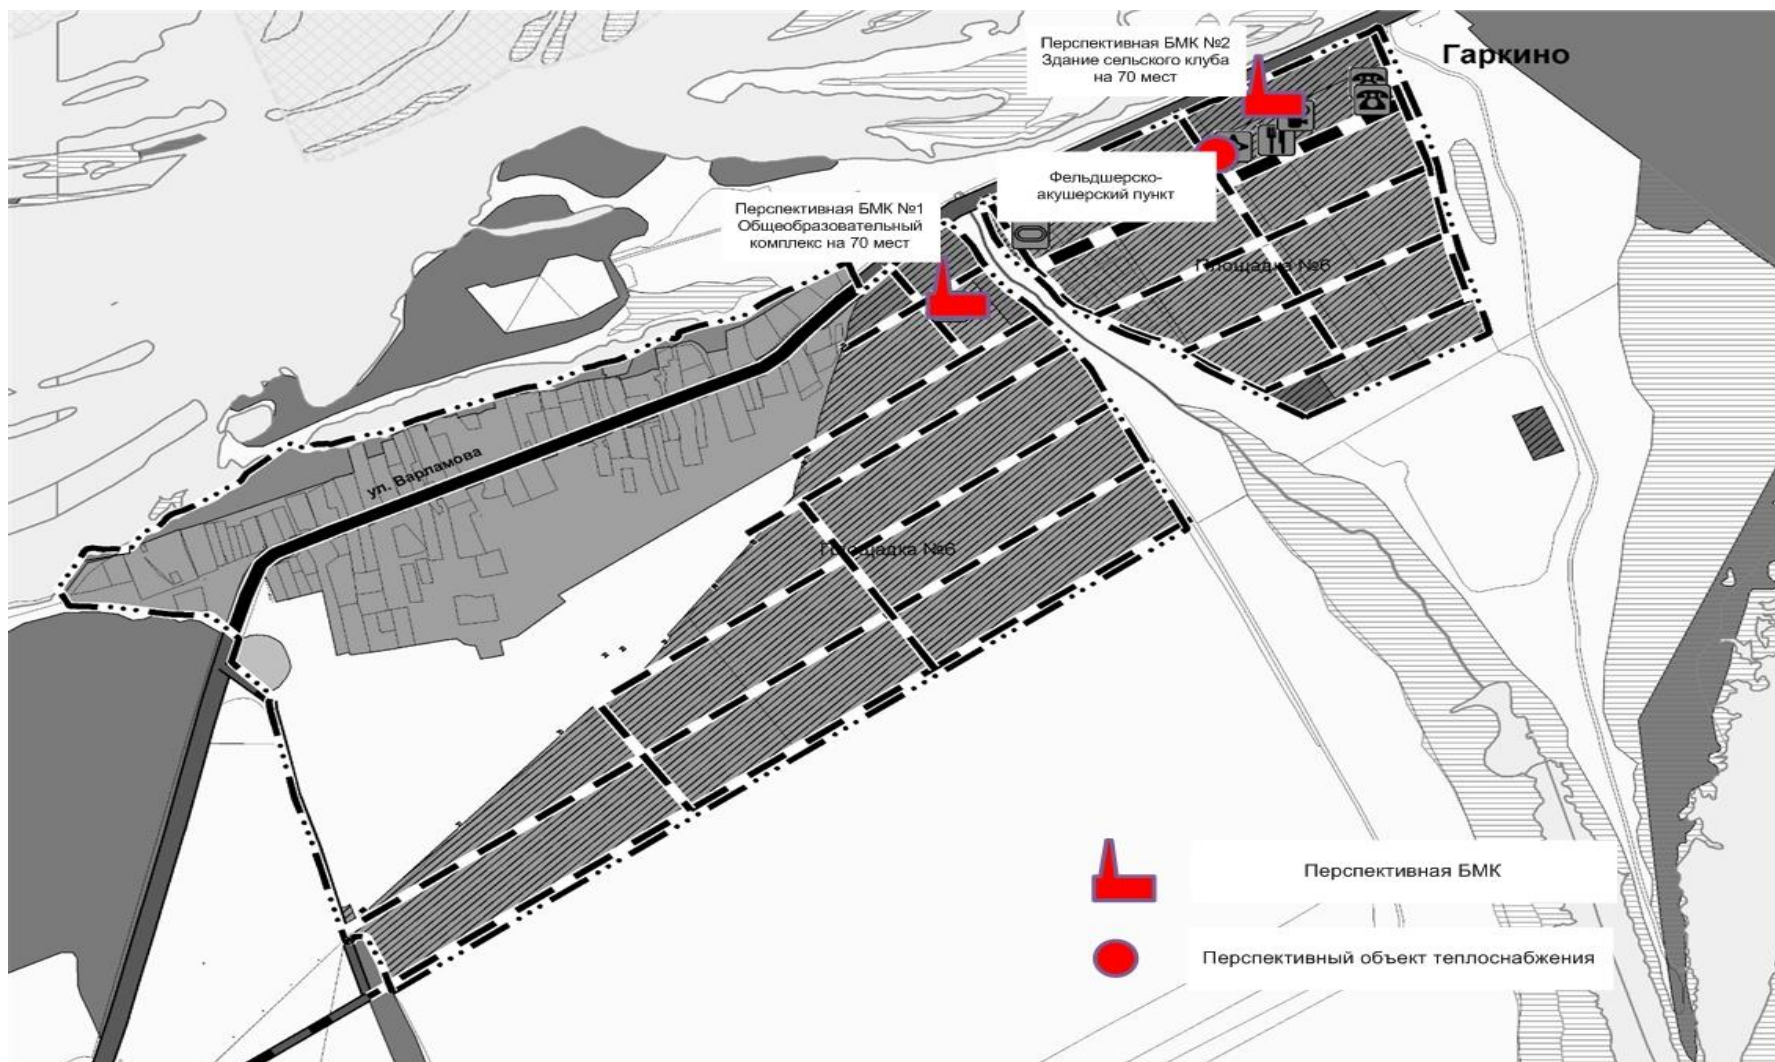 Перспективная БМК №2
Здание сельского клуба
на 70 мест
Гаркино
Фельдшерско-
акушерский пункт
Перспективная БМК №1
Общеобразовательный
комплекс на 70 мест
Площадка №6
ул. Варламова
Площадка №6
Перспективная БМК
Перспективный объект теплоснабжения